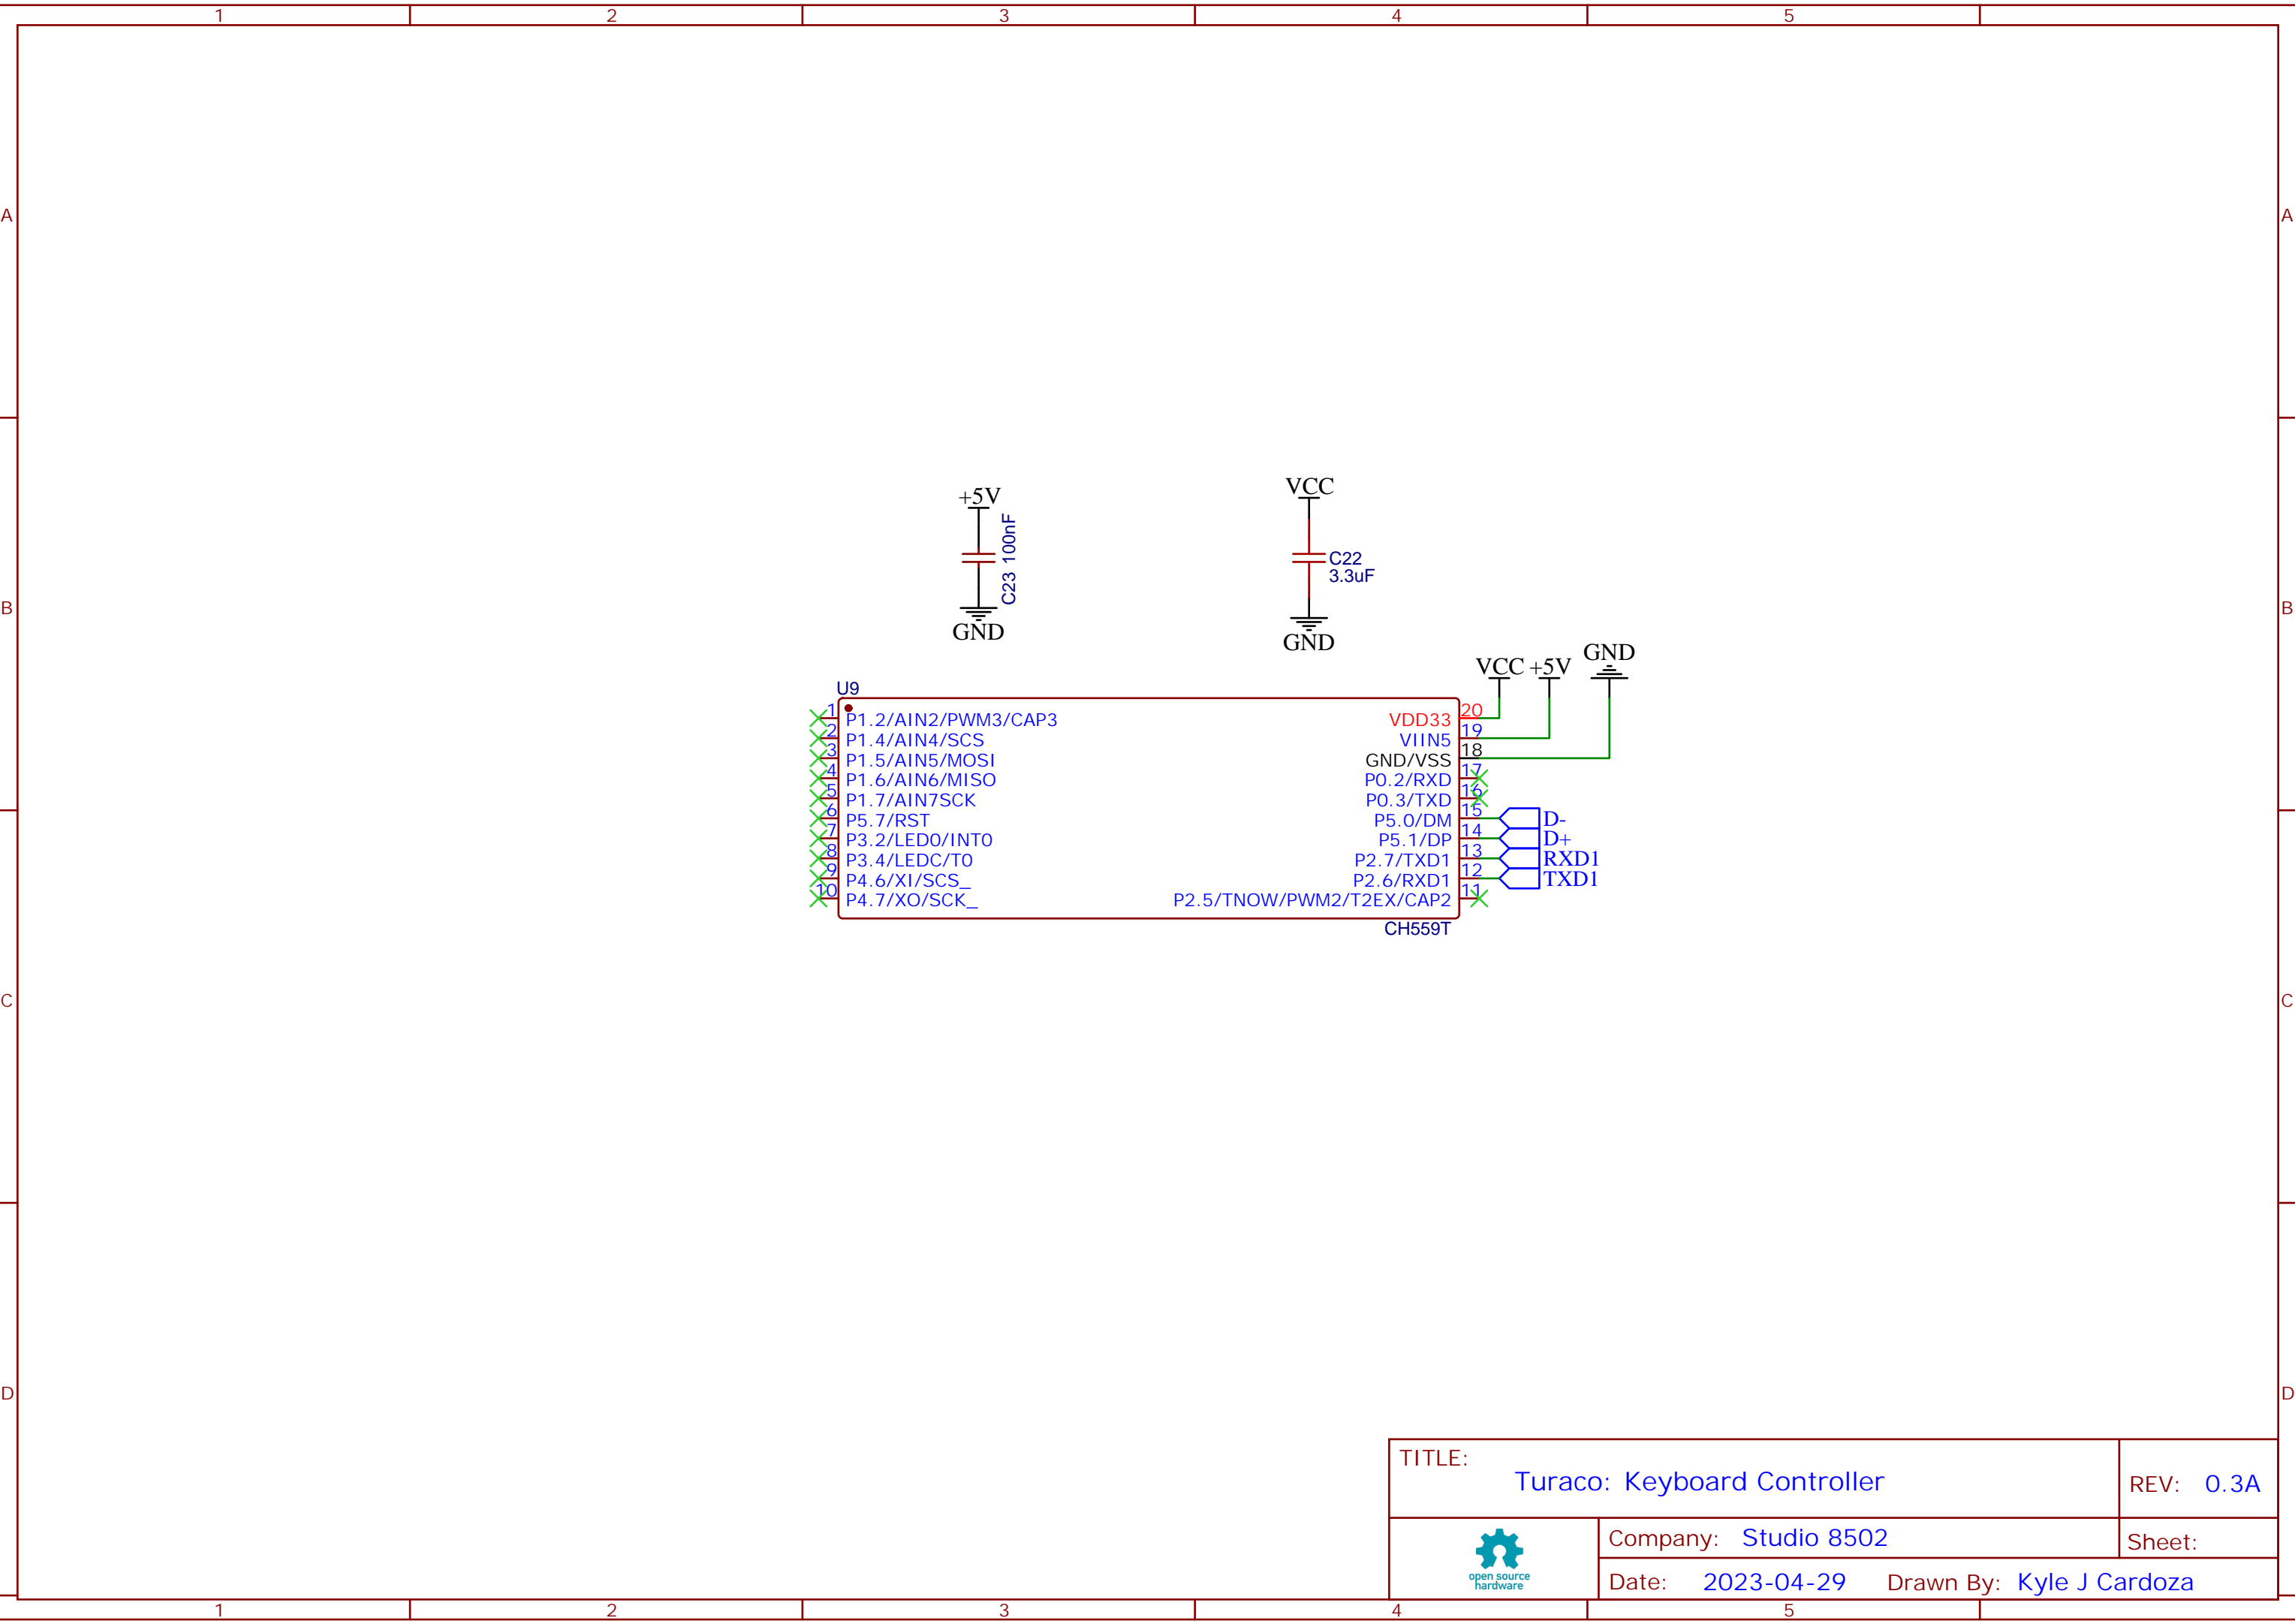 1 2 3 4 5
A A
+5V
C23 100nF
GND
VCC
C22
3.3uF
GND
B B
VCC +5V GND
U9
1 P1.2/AIN2/PWM3/CAP3
2 P1.4/AIN4/SCS
3 P1.5/AIN5/MOSI
4 P1.6/AIN6/MISO
5 P1.7/AIN7SCK
6 P5.7/RST
7 P3.2/LED0/INT0
8 P3.4/LEDC/T0
9 P4.6/XI/SCS_
10 P4.7/XO/SCK_
VDD33 20
VIIN5 19
GND/VSS 18
P0.2/RXD 17
P0.3/TXD 16
P5.0/DM 15 D-
P5.1/DP 14 D+
P2.7/TXD1 13 RXD1
P2.6/RXD1 12 TXD1
P2.5/TNOW/PWM2/T2EX/CAP2 11
CH559T
C C
D D
TITLE:
Turaco: Keyboard Controller
REV: 0.3A
open source
hardware
Company: Studio 8502
Sheet:
Date: 2023-04-29 Drawn By: Kyle J Cardoza
1 2 3 4 5